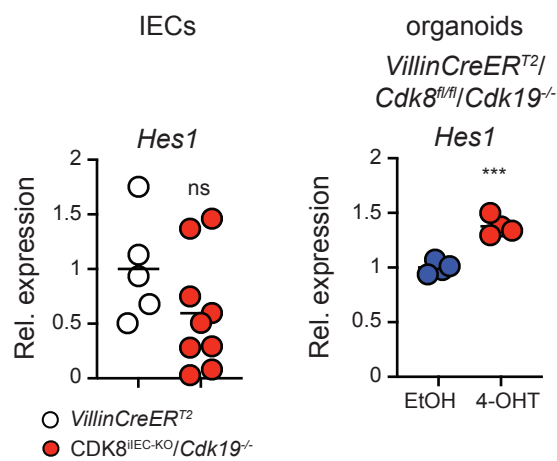 IECs
Hes1
ns
Rel. expression
2
1.5
1
0.5
0
VillinCreERT2
CDK8iIEC-KO/Cdk19-/-
organoids
VillinCreERT2/
Cdk8fl/fl/Cdk19-/-
Hes1
***
Rel. expression
2
1.5
1
0.5
0
EtOH 4-OHT